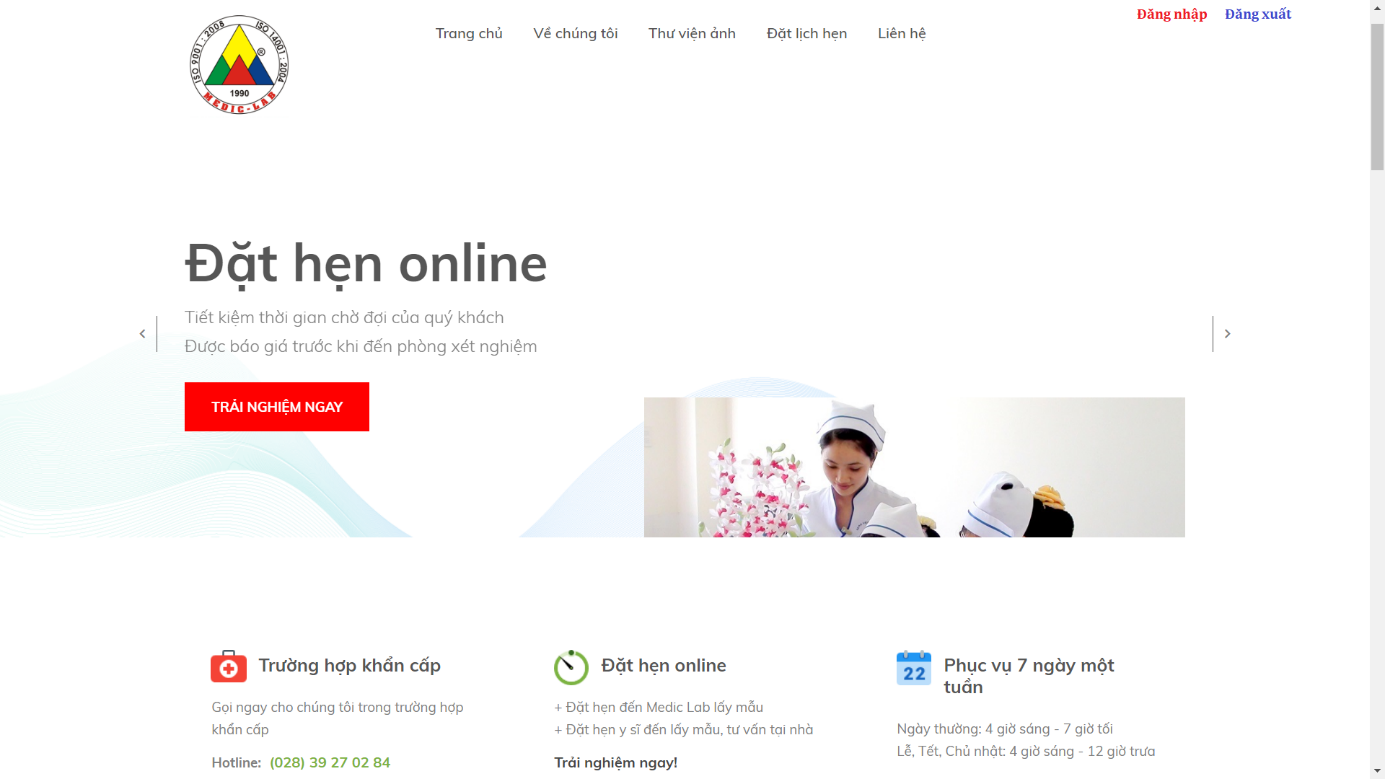 ISO 9001 : 2008
ISO 14001 : 2004
®
1990
MEDIC-LAB
Trang chủ
Về chúng tôi
Thư viện ảnh
Đặt lịch hẹn
Liên hệ
Đăng nhập
Đăng xuất
Đặt hẹn online
Tiết kiệm thời gian chờ đợi của quý khách
Được báo giá trước khi đến phòng xét nghiệm
TRẢI NGHIỆM NGAY
Trường hợp khẩn cấp
Gọi ngay cho chúng tôi trong trường hợp
khẩn cấp
Hotline: (028) 39 27 02 84
Đặt hẹn online
+ Đặt hẹn đến Medic Lab lấy mẫu
+ Đặt hẹn y sĩ đến lấy mẫu, tư vấn tại nhà
Trải nghiệm ngay!
22
Phục vụ 7 ngày một
tuần
Ngày thường: 4 giờ sáng - 7 giờ tối
Lễ, Tết, Chủ nhật: 4 giờ sáng - 12 giờ trưa